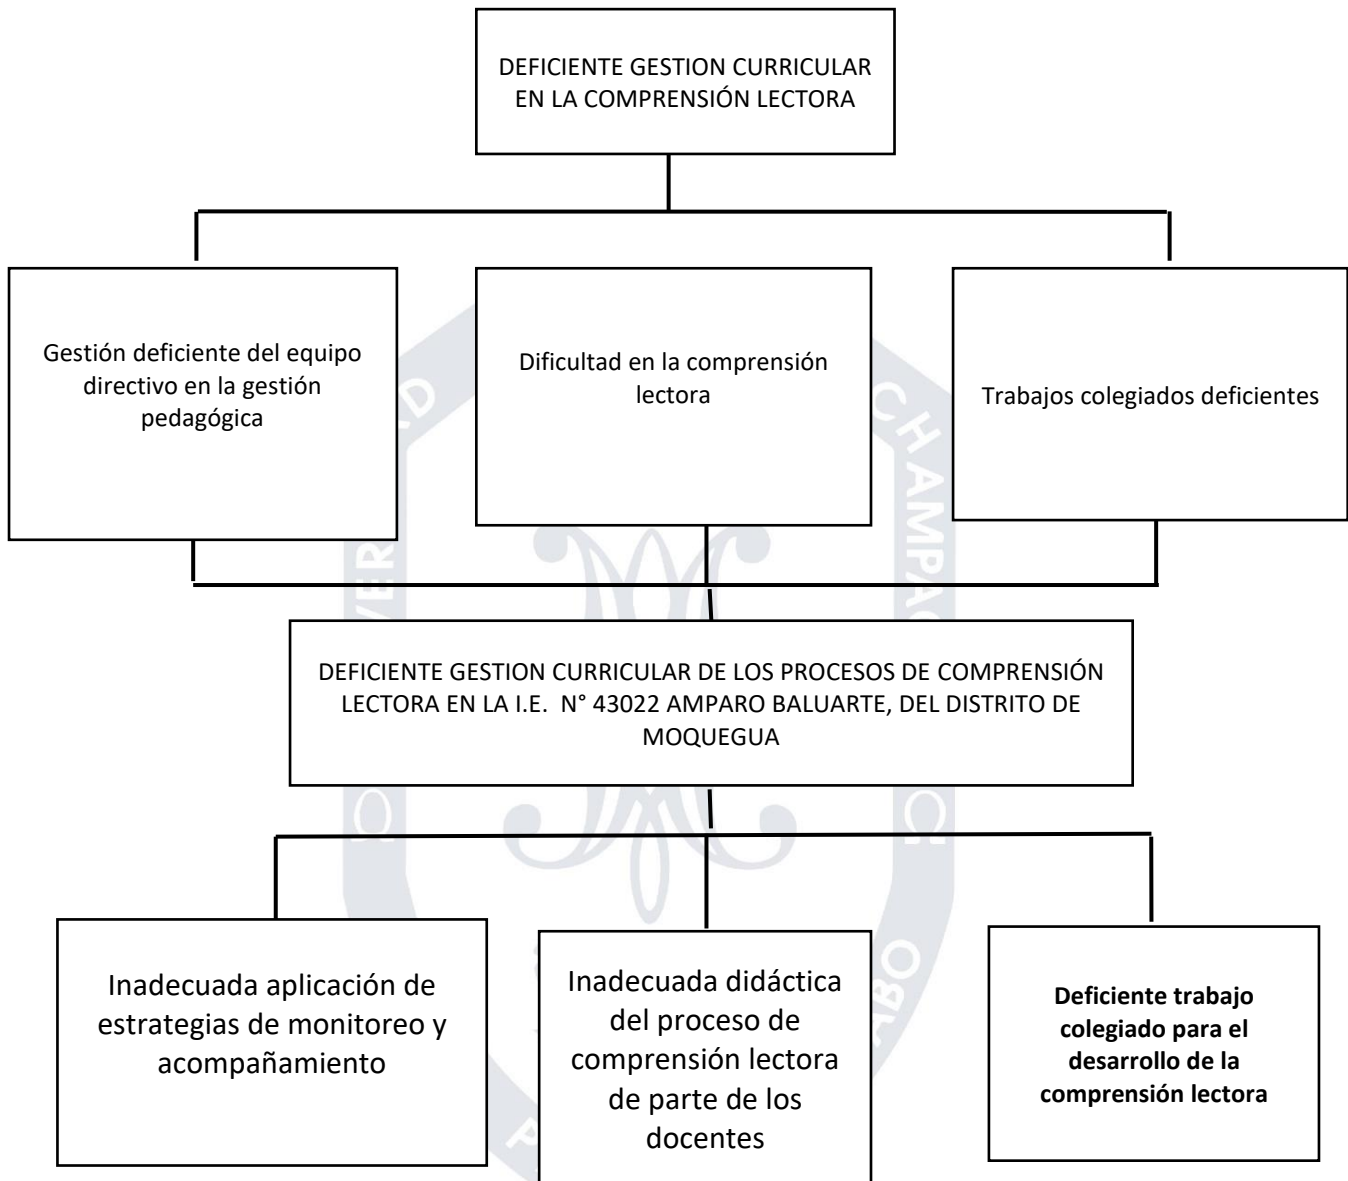 DEFICIENTE GESTION CURRICULAR
EN LA COMPRENSIÓN LECTORA
Gestión deficiente del equipo
directivo en la gestión
pedagógica
Dificultad en la comprensión
lectora
Trabajos colegiados deficientes
DEFICIENTE GESTION CURRICULAR DE LOS PROCESOS DE COMPRENSIÓN
LECTORA EN LA I.E. N° 43022 AMPARO BALUARTE, DEL DISTRITO DE
MOQUEGUA
Inadecuada aplicación de
estrategias de monitoreo y
acompañamiento
Inadecuada didáctica
del proceso de
comprensión lectora
de parte de los
docentes
Deficiente trabajo
colegiado para el
desarrollo de la
comprensión lectora